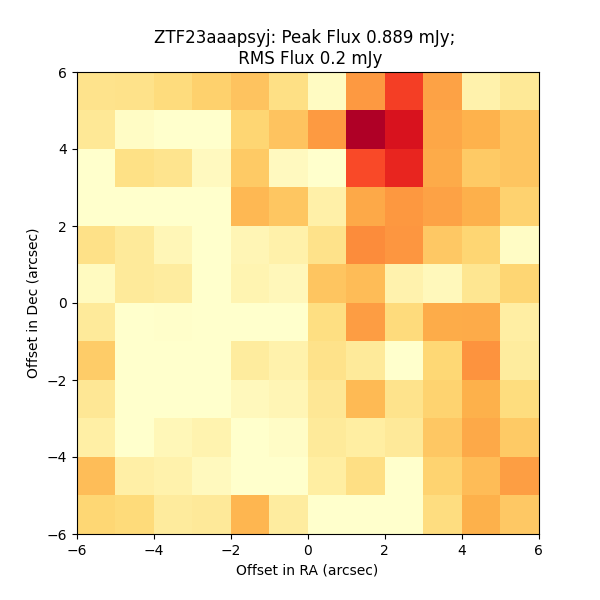 ZTF23aaapsyj: Peak Flux 0.889 mJy;
RMS Flux 0.2 mJy
6
4
2
0
−2
−4
−6
Offset in Dec (arcsec)
−6 −4 −2 0 2 4 6
Offset in RA (arcsec)